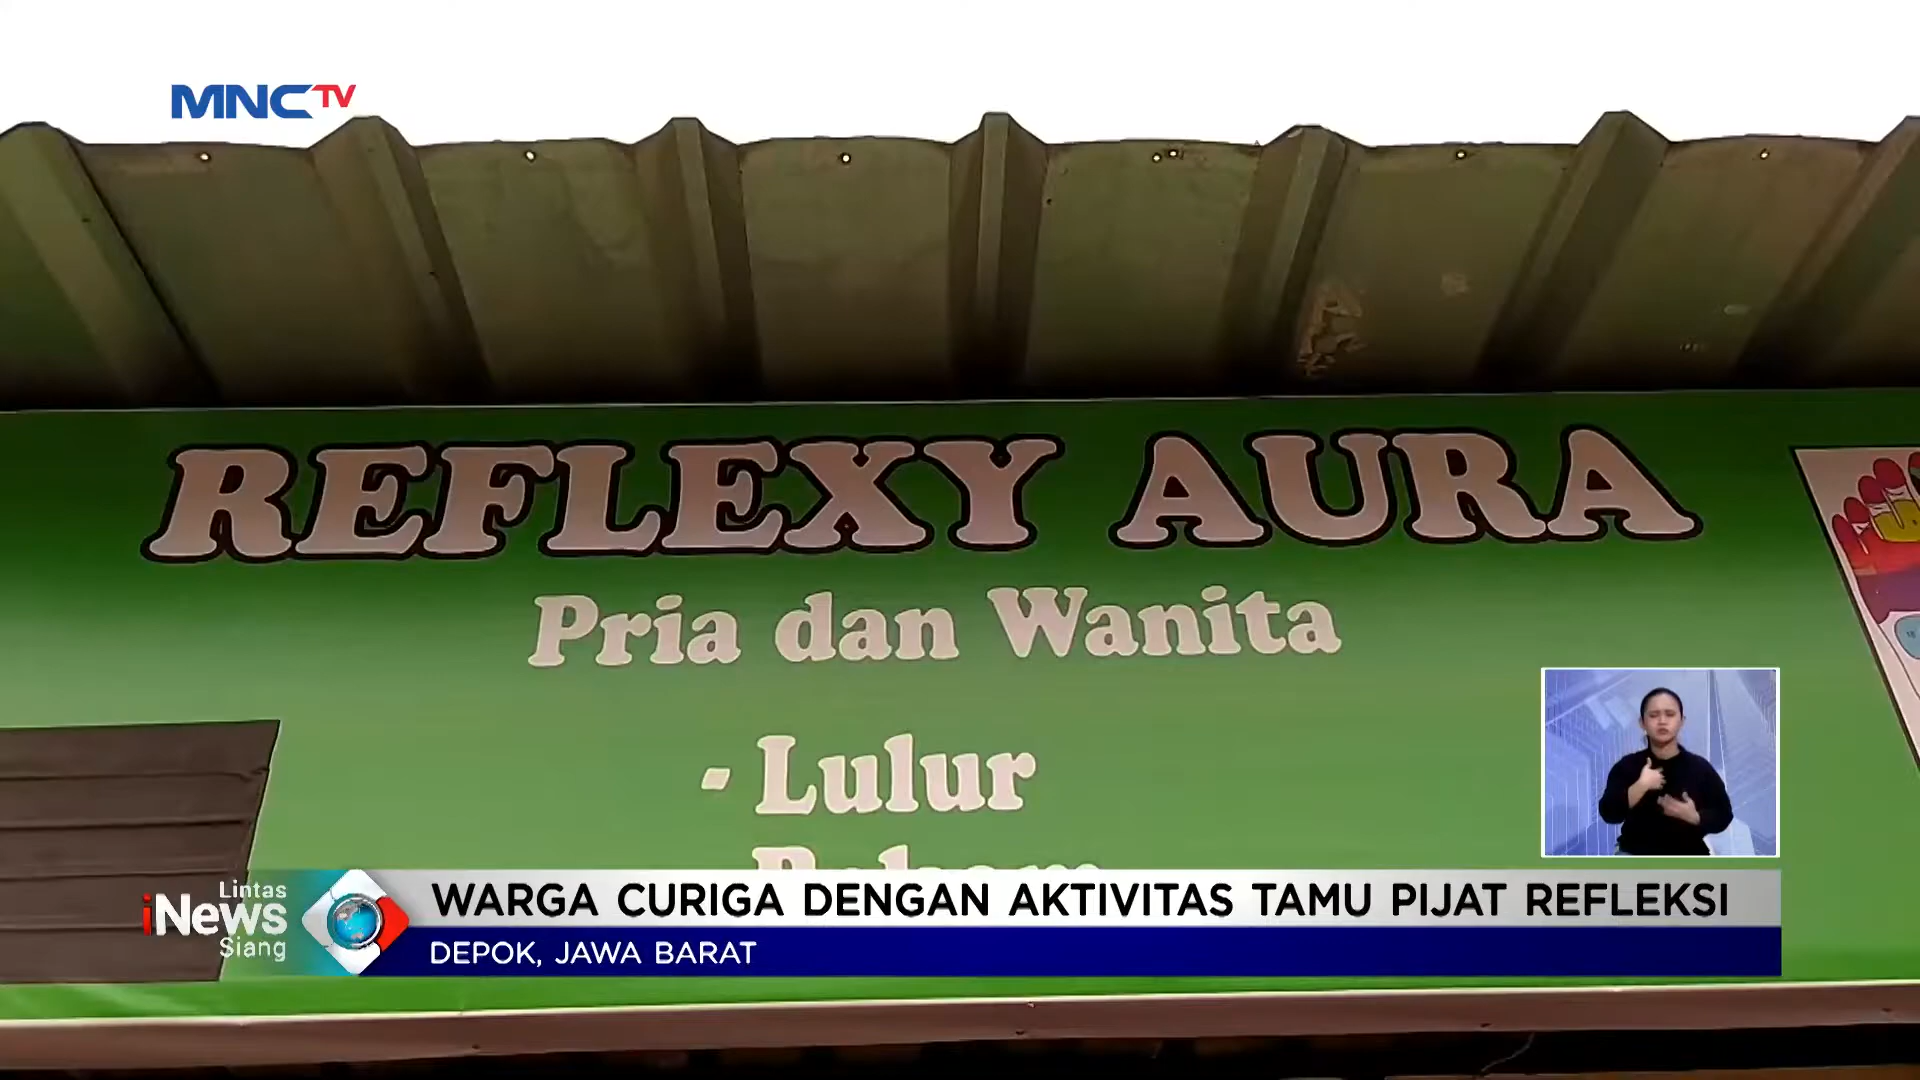 MNCTV
REFLEXY AURA
Pria dan Wanita
- Lulur
Lintas
iNews
Siang
WARGA CURIGA DENGAN AKTIVITAS TAMU PIJAT REFLEKSI
DEPOK, JAWA BARAT